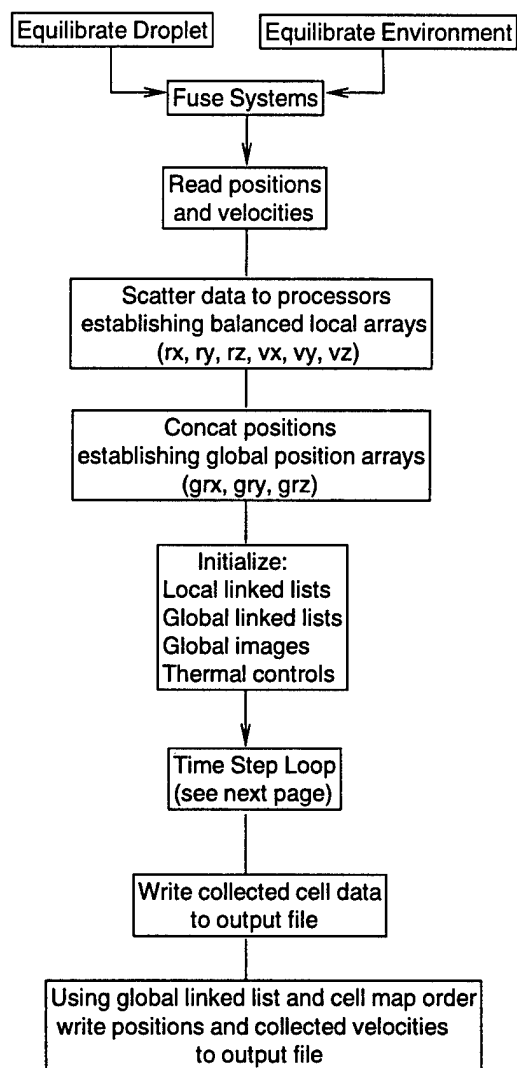 Equilibrate Droplet
Equilibrate Environment
Fuse Systems
Read positions
and velocities
Scatter data to processors
establishing balanced local arrays
(rx, ry, rz, vx, vy, vz)
Concat positions
establishing global position arrays
(grx, gry, grz)
Initialize:
Local linked lists
Global linked lists
Global images
Thermal controls
Time Step Loop
(see next page)
Write collected cell data
to output file
Using global linked list and cell map order
write positions and collected velocities
to output file